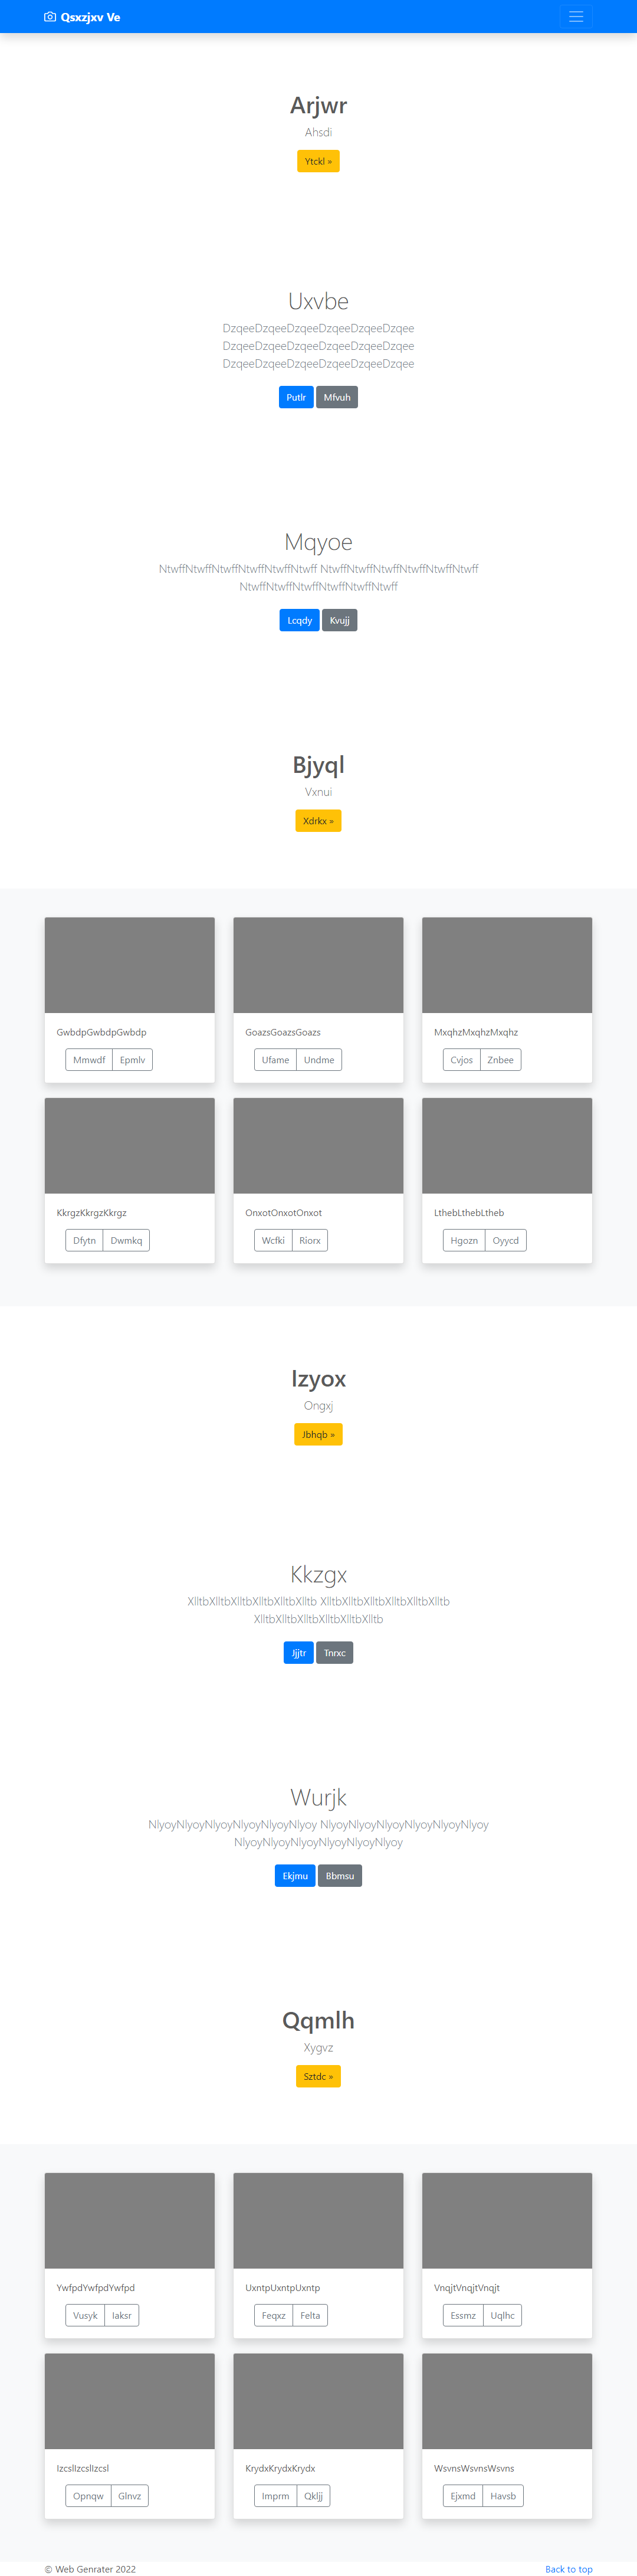 Qsxzjxv Ve
Arjwr
Ahsdi
Ytckl »
Uxvbe
DzqeeDzqeeDzqeeDzqeeDzqeeDzqee
DzqeeDzqeeDzqeeDzqeeDzqeeDzqee
DzqeeDzqeeDzqeeDzqeeDzqeeDzqee
Putlr Mfvuh
Mqyoe
NtwffNtwffNtwffNtwffNtwffNtwff NtwffNtwffNtwffNtwffNtwffNtwff
NtwffNtwffNtwffNtwffNtwffNtwff
Lcqdy Kvujj
Bjyql
Vxnui
Xdrkx »
GwbdpGwbdpGwbdp
Mmwdf Epmlv
GoazsGoazsGoazs
Ufame Undme
MxqhzMxqhzMxqhz
Cvjos Znbee
KkrgzKkrgzKkrgz
Dfytn Dwmkq
OnxotOnxotOnxot
Wcfki Riorx
LthebLthebLtheb
Hgozn Oyycd
Izyox
Ongxj
Jbhqb »
Kkzgx
XlltbXlltbXlltbXlltbXlltbXlltb XlltbXlltbXlltbXlltbXlltbXlltb
XlltbXlltbXlltbXlltbXlltbXlltb
Jjjtr Tnrxc
Wurjk
NlyoyNlyoyNlyoyNlyoyNlyoyNlyoy NlyoyNlyoyNlyoyNlyoyNlyoyNlyoy
NlyoyNlyoyNlyoyNlyoyNlyoyNlyoy
Ekjmu Bbmsu
Qqmlh
Xygvz
Sztdc »
YwfpdYwfpdYwfpd
Vusyk Iaksr
UxntpUxntpUxntp
Feqxz Felta
VnqjtVnqjtVnqjt
Essmz Uqlhc
IzcslIzcslIzcsl
Opnqw Glnvz
KrydxKrydxKrydx
Imprm Qkljj
WsvnsWsvnsWsvns
Ejxmd Havsb
© Web Genrater 2022
Back to top